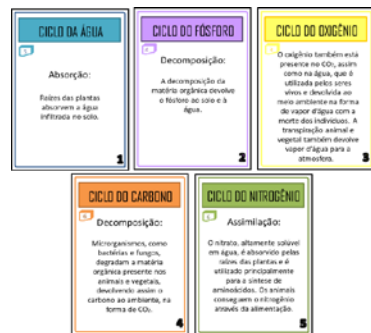 CICLO DA ÁGUA
Absorção:
Raízes das plantas
absorvem a água
infiltrada no solo.
1
CICLO DO FÓSFORO
Decomposição:
A decomposição da
matéria orgânica devolve
o fósforo ao solo e à
água.
2
CICLO DO OXIGÊNIO
O oxigênio também está
presente no CO₂, assim
como na água, que é
utilizada pelos seres
vivos e devolvida ao
meio ambiente na forma
de vapor d'água com a
morte dos indivíduos. A
transpiração animal e
vegetal também devolve
vapor d'água para a
atmosfera.
3
CICLO DO CARBONO
Decomposição:
Microrganismos, como
bactérias e fungos,
degradam a matéria
orgânica presente nos
animais e vegetais,
devolvendo assim o
carbono ao ambiente, na
forma de CO₂.
4
CICLO DO NITROGÊNIO
Assimilação:
O nitrato, altamente solúvel
em água, é absorvido pelas
raízes das plantas e é
utilizado principalmente
para a síntese de
aminoácidos. Os animais
conseguem o nitrogênio
através da alimentação.
5